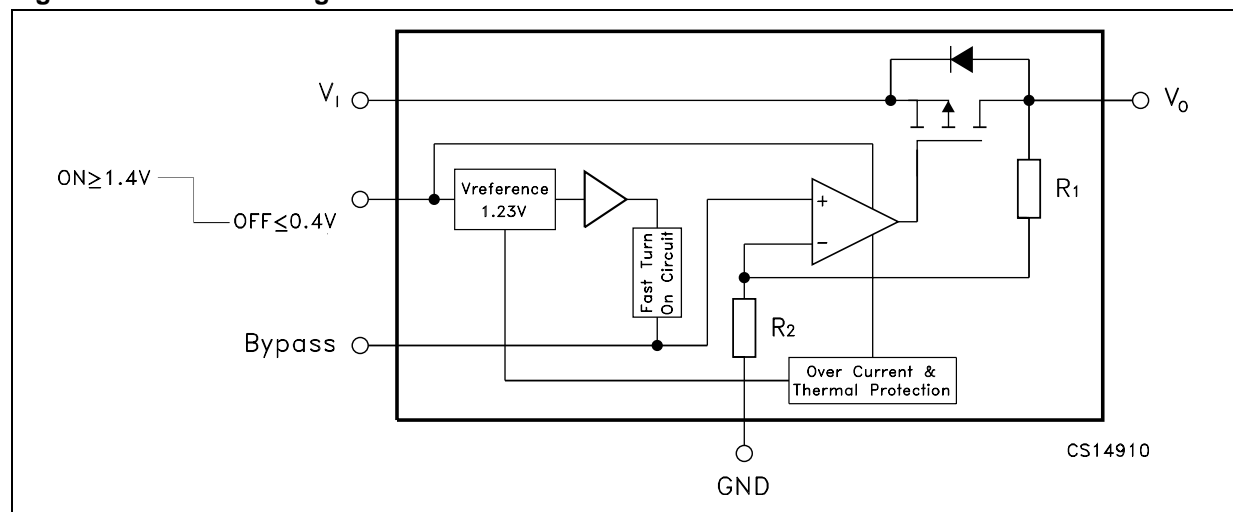 V_I
V_O
ON≥1.4V
OFF≤0.4V
Vreference
1.23V
Fast Turn
On Circuit
+
−
R1
R2
Bypass
Over Current &
Thermal Protection
GND
CS14910